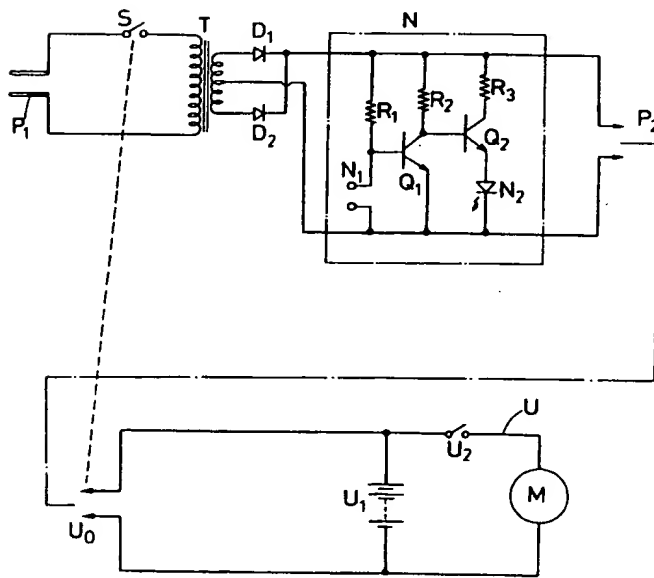 S T D₁ N
P₁ D₂ R₁ R₂ R₃ P₂
N₁ Q₁ Q₂ N₂
U
U₀ U₁ U₂ M